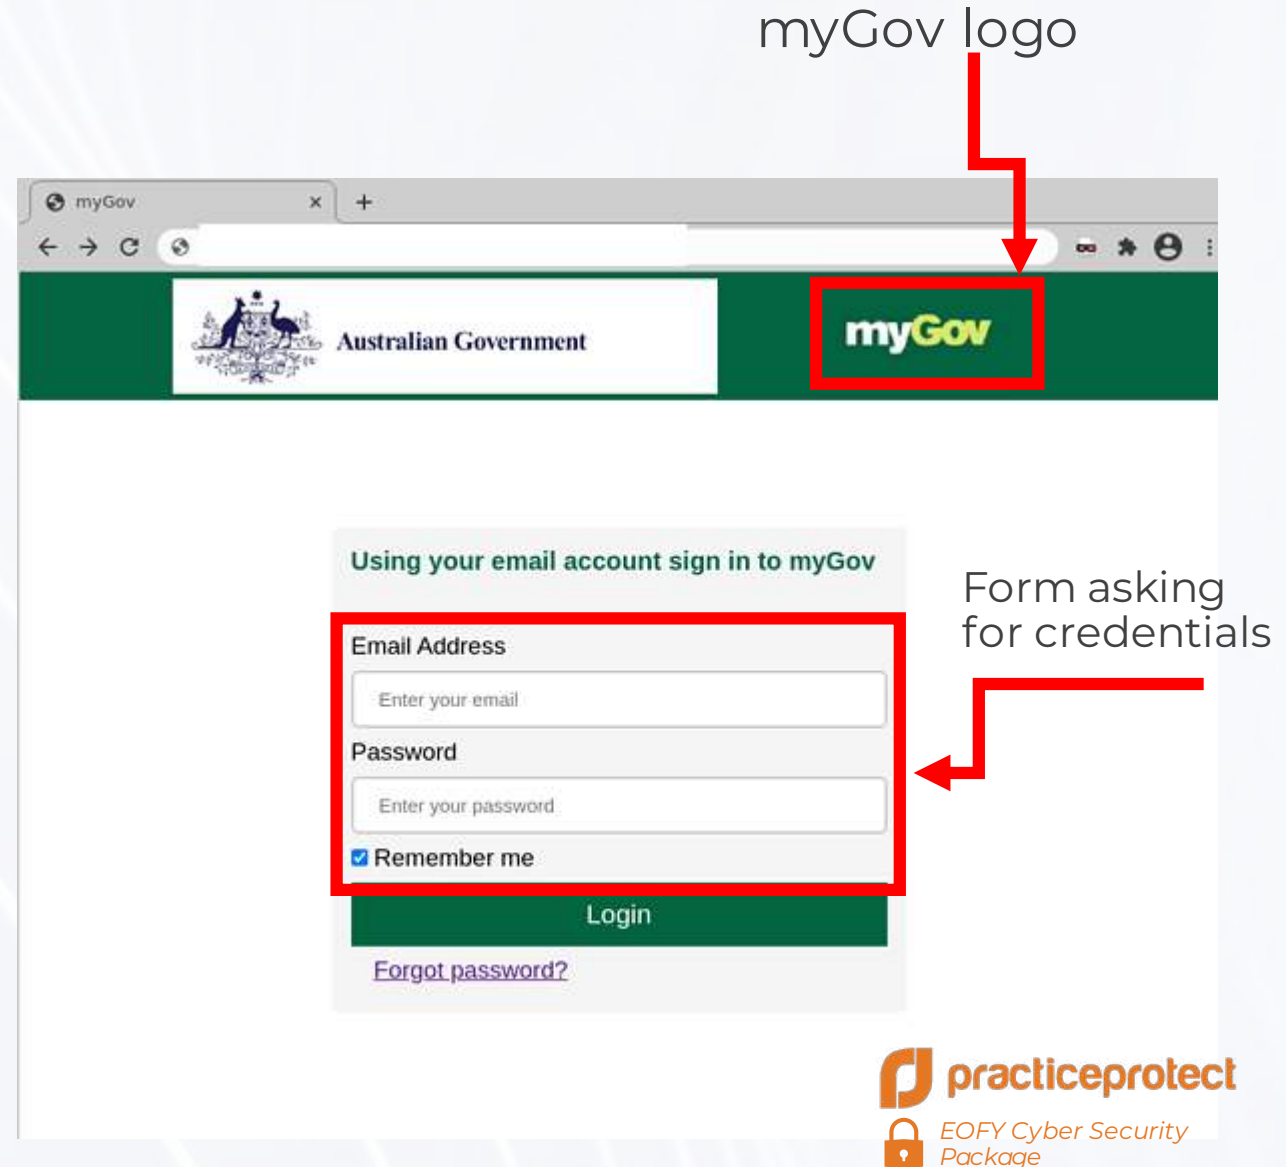 myGov logo
myGov
Australian Government
myGov
Using your email account sign in to myGov
Email Address
Enter your email
Password
Enter your password
Remember me
Login
Forgot password?
Form asking
for credentials
practiceprotect
EOFY Cyber Security
Package